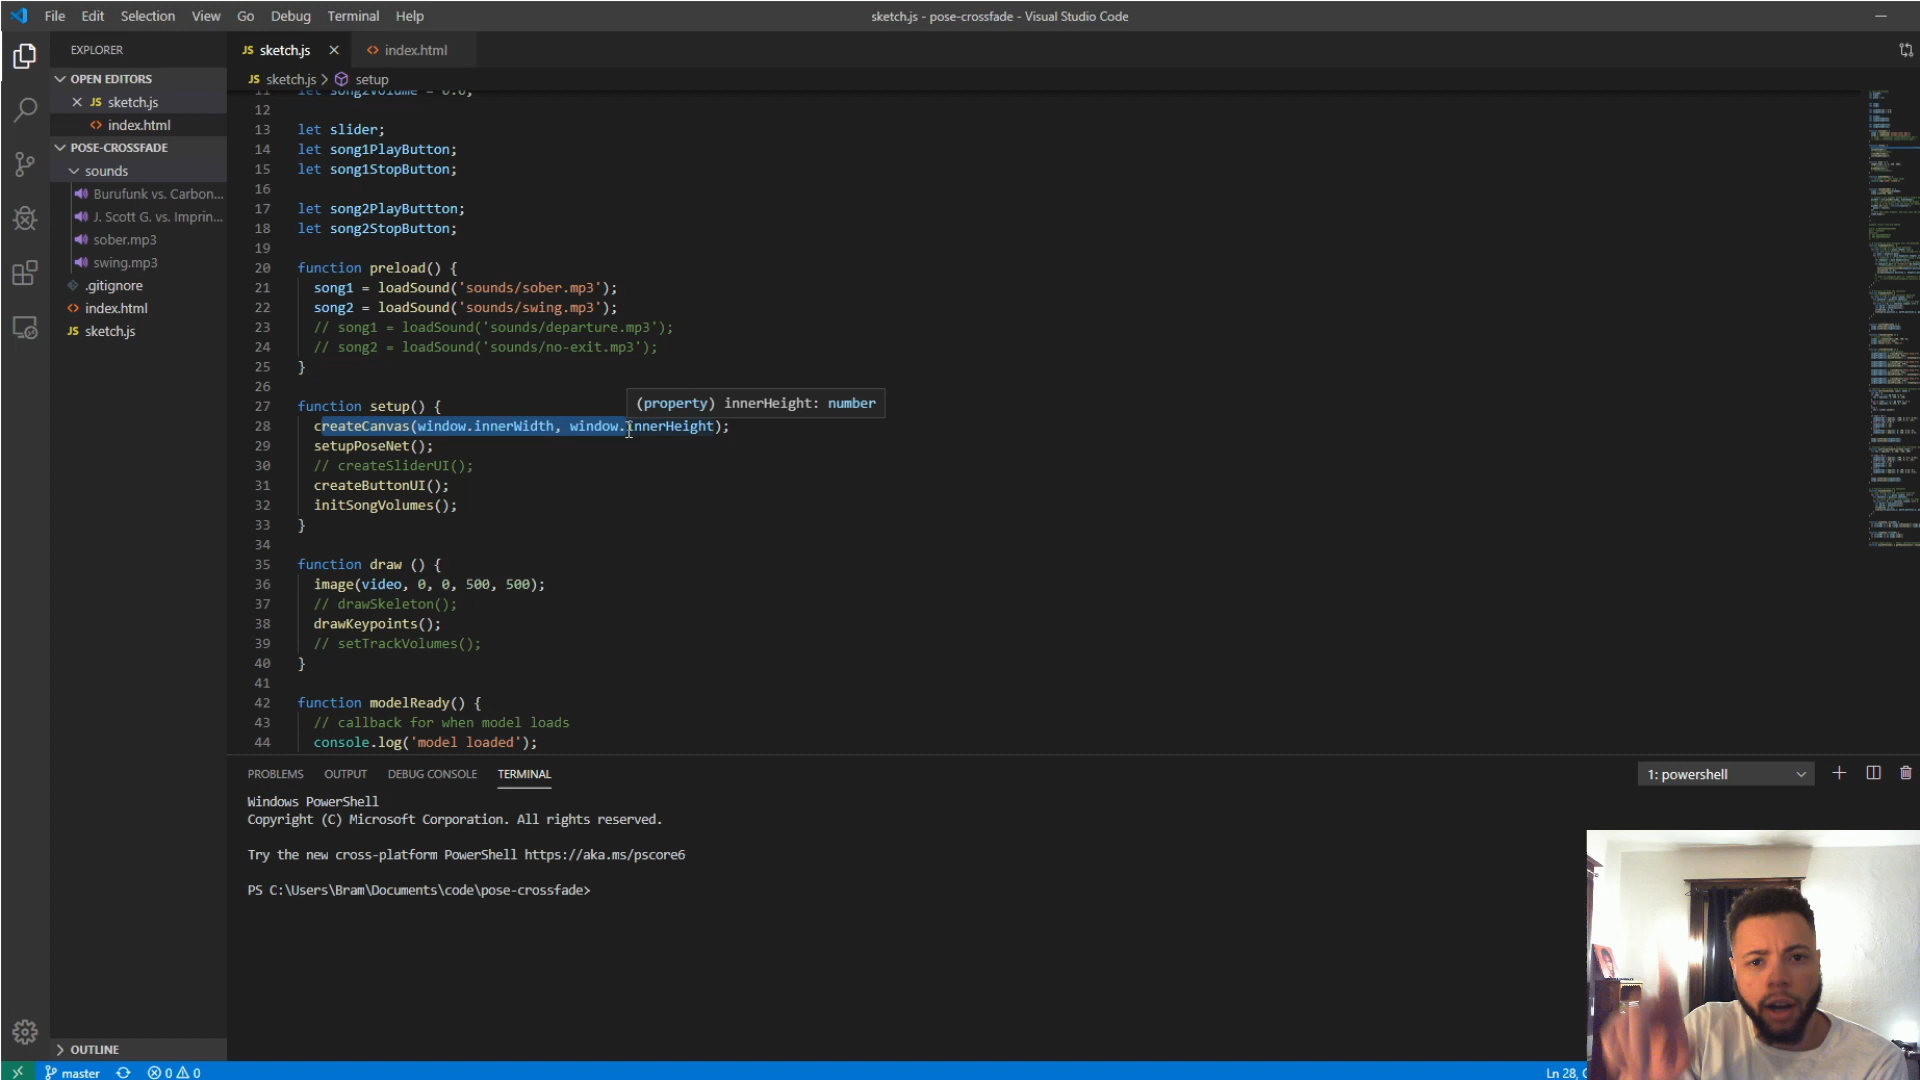 File Edit Selection View Go Debug Terminal Help
sketch.js - pose-crossfade - Visual Studio Code
EXPLORER
OPEN EDITORS
JS sketch.js
index.html
POSE-CROSSFADE
sounds
Burufunk vs. Carbon...
J. Scott G. vs. Imprin...
sober.mp3
swing.mp3
.gitignore
index.html
JS sketch.js
OUTLINE
JS sketch.js
index.html
JS sketch.js > setup
11 let song2Volume = 0.0;
12
13 let slider;
14 let song1PlayButton;
15 let song1StopButton;
16
17 let song2PlayButtton;
18 let song2StopButton;
19
20 function preload() {
21 song1 = loadSound('sounds/sober.mp3');
22 song2 = loadSound('sounds/swing.mp3');
23 // song1 = loadSound('sounds/departure.mp3');
24 // song2 = loadSound('sounds/no-exit.mp3');
25 }
26
(property) innerHeight: number
27 function setup() {
28 createCanvas(window.innerWidth, window.innerHeight);
29 setupPoseNet();
30 // createSliderUI();
31 createButtonUI();
32 initSongVolumes();
33 }
34
35 function draw () {
36 image(video, 0, 0, 500, 500);
37 // drawSkeleton();
38 drawKeypoints();
39 // setTrackVolumes();
40 }
41
42 function modelReady() {
43 // callback for when model loads
44 console.log('model loaded');
PROBLEMS OUTPUT DEBUG CONSOLE TERMINAL
1: powershell
Windows PowerShell
Copyright (C) Microsoft Corporation. All rights reserved.
Try the new cross-platform PowerShell https://aka.ms/pscore6
PS C:\Users\Bram\Documents\code\pose-crossfade>
master 0 0
Ln 28,